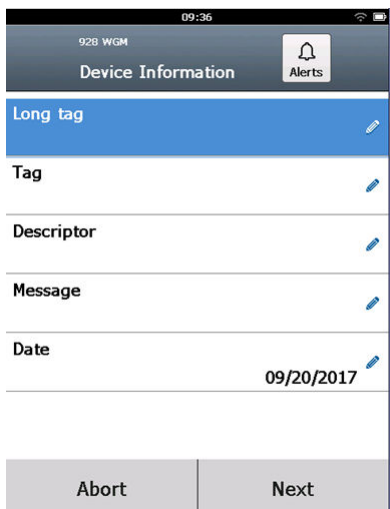 09:36
928 WGM
Device Information
Alerts
Long tag
Tag
Descriptor
Message
Date
09/20/2017
Abort
Next